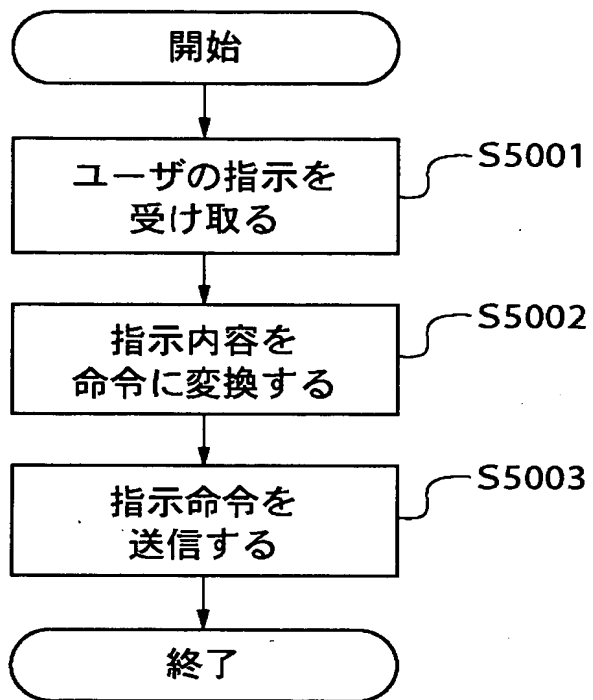 開始
ユーザの指示を
受け取る
S5001
指示内容を
命令に変換する
S5002
指示命令を
送信する
S5003
終了